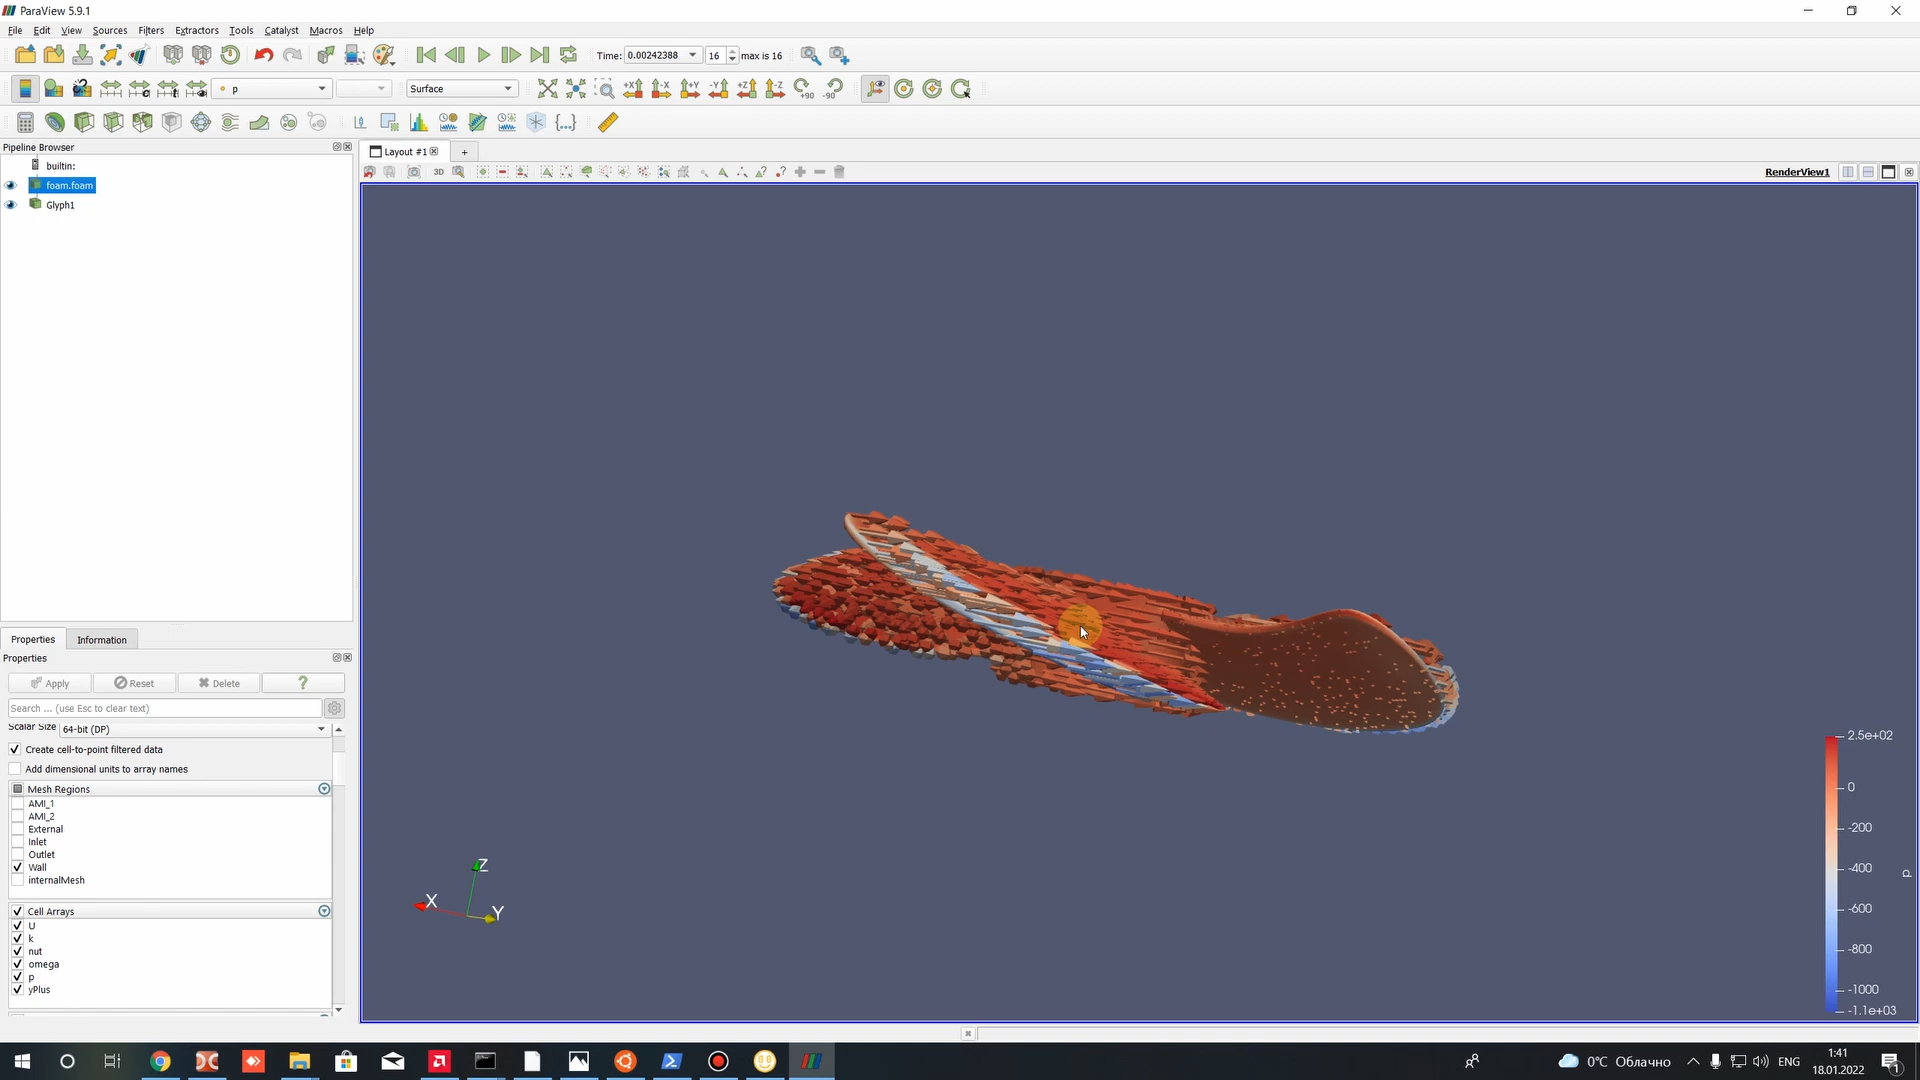 ParaView 5.9.1
File Edit View Sources Filters Extractors Tools Catalyst Macros Help
Time: 0.00242388 16 max is 16
p Surface +X -X +Y -Y +Z -Z +90 -90
Pipeline Browser
Layout #1 +
builtin:
3D
RenderView1
foam.foam
Glyph1
Properties Information
Properties
Apply Reset Delete ?
Search ... (use Esc to clear text)
Scalar Size 64-bit (DP)
Create cell-to-point filtered data
Add dimensional units to array names
Mesh Regions
AMI_1
AMI_2
External
Inlet
Outlet
Wall
internalMesh
Cell Arrays
U
k
nut
omega
p
yPlus
Z
X
Y
2.5e+02
0
-200
-400
p
-600
-800
-1000
-1.1e+03
0°C Облачно ENG 1:41
18.01.2022
1